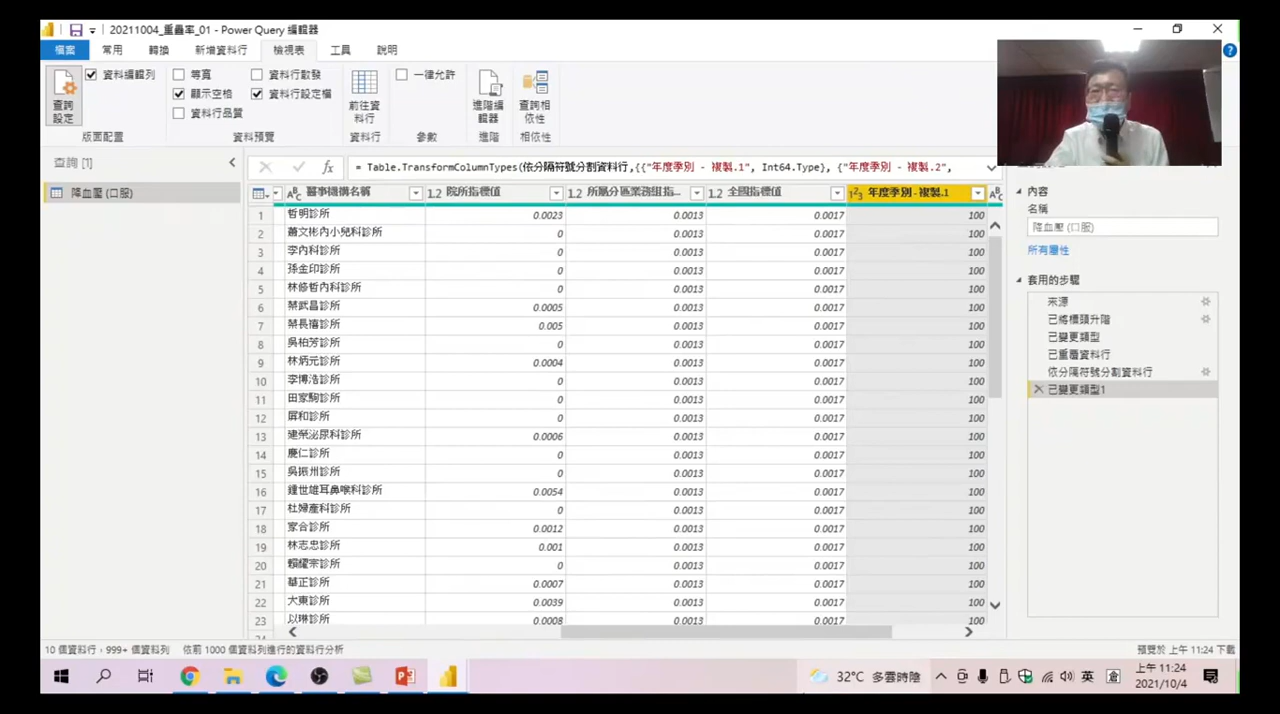 20211004_重疊率_01 - Power Query 編輯器
檔案 常用 轉換 新增資料行 檢視表 工具 說明
查詢設定
資料編輯列
等寬
顯示空格
資料行品質
資料行散發
資料行設定檔
前往資料行
一律允許
進階編輯器
查詢相依性
版面配置 資料預覽 資料行 參數 進階 相依性
查詢 [1]
降血壓 (口服)
= Table.TransformColumnTypes(依分隔符號分割資料行,{{"年度季別 - 複製.1", Int64.Type}, {"年度季別 - 複製.2",
醫事機構名稱 1.2 院所指標值 1.2 所屬分區業務組指... 1.2 全國指標值 年度季別 - 複製.1
1 哲明診所 0.0023 0.0013 0.0017 100
2 蕭文彬內小兒科診所 0 0.0013 0.0017 100
3 李內科診所 0 0.0013 0.0017 100
4 孫金印診所 0 0.0013 0.0017 100
5 林修哲內科診所 0 0.0013 0.0017 100
6 蔡武昌診所 0.0005 0.0013 0.0017 100
7 蔡長禧診所 0.005 0.0013 0.0017 100
8 吳柏芳診所 0 0.0013 0.0017 100
9 林炳元診所 0.0004 0.0013 0.0017 100
10 李博浩診所 0 0.0013 0.0017 100
11 田家駒診所 0 0.0013 0.0017 100
12 屏和診所 0 0.0013 0.0017 100
13 建榮泌尿科診所 0.0006 0.0013 0.0017 100
14 慶仁診所 0 0.0013 0.0017 100
15 吳振州診所 0 0.0013 0.0017 100
16 鍾世雄耳鼻喉科診所 0.0054 0.0013 0.0017 100
17 杜婦產科診所 0 0.0013 0.0017 100
18 家合診所 0.0012 0.0013 0.0017 100
19 林志忠診所 0.001 0.0013 0.0017 100
20 賴耀宗診所 0 0.0013 0.0017 100
21 華正診所 0.0007 0.0013 0.0017 100
22 大東診所 0.0039 0.0013 0.0017 100
23 以琳診所 0.0008 0.0013 0.0017 100
內容
名稱
降血壓 (口服)
所有屬性
套用的步驟
來源
已將標頭升階
已變更類型
已重複資料行
依分隔符號分割資料行
已變更類型1
10 個資料行，999+ 個資料列 依前 1000 個資料列進行的資料行分析
預覽於 上午 11:24 下載
32°C 多雲時陰
英
倉
上午 11:24
2021/10/4